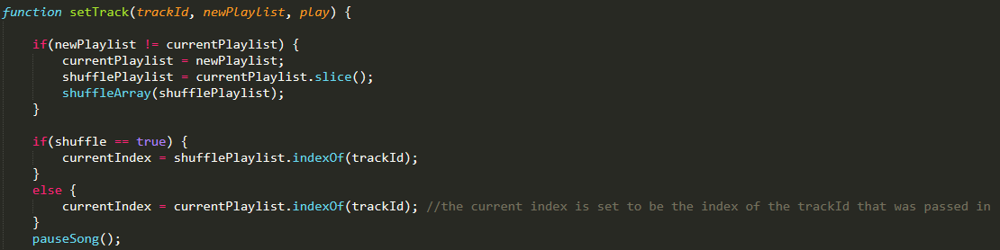 function setTrack(trackId, newPlaylist, play) {
if(newPlaylist != currentPlaylist) {
currentPlaylist = newPlaylist;
shufflePlaylist = currentPlaylist.slice();
shuffleArray(shufflePlaylist);
}
if(shuffle == true) {
currentIndex = shufflePlaylist.indexOf(trackId);
}
else {
currentIndex = currentPlaylist.indexOf(trackId); //the current index is set to be the index of the trackId that was passed in
}
pauseSong();